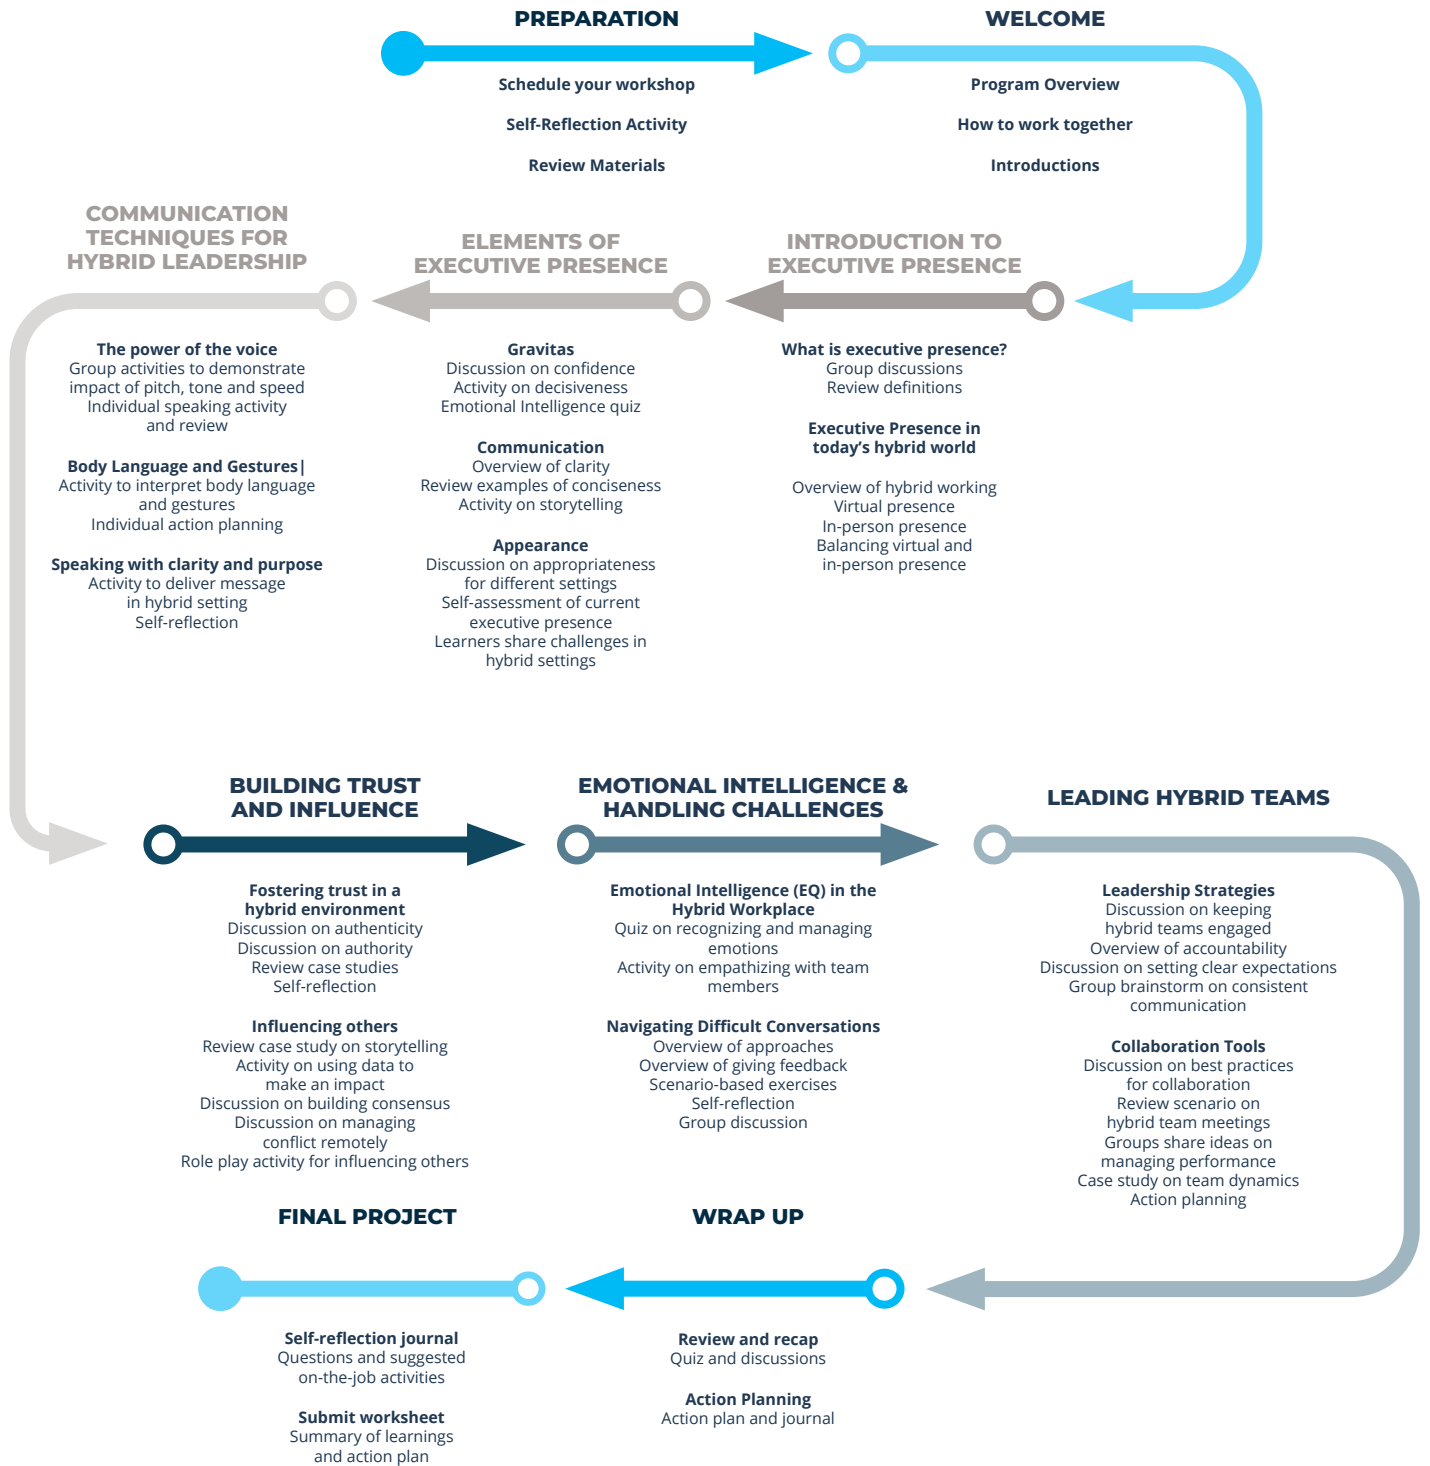 PREPARATION
Schedule your workshop
Self-Reflection Activity
Review Materials
WELCOME
Program Overview
How to work together
Introductions
INTRODUCTION TO
EXECUTIVE PRESENCE
What is executive presence?
Group discussions
Review definitions
Executive Presence in
today’s hybrid world
Overview of hybrid working
Virtual presence
In-person presence
Balancing virtual and
in-person presence
ELEMENTS OF
EXECUTIVE PRESENCE
Gravitas
Discussion on confidence
Activity on decisiveness
Emotional Intelligence quiz
Communication
Overview of clarity
Review examples of conciseness
Activity on storytelling
Appearance
Discussion on appropriateness
for different settings
Self-assessment of current
executive presence
Learners share challenges in
hybrid settings
COMMUNICATION
TECHNIQUES FOR
HYBRID LEADERSHIP
The power of the voice
Group activities to demonstrate
impact of pitch, tone and speed
Individual speaking activity
and review
Body Language and Gestures|
Activity to interpret body language
and gestures
Individual action planning
Speaking with clarity and purpose
Activity to deliver message
in hybrid setting
Self-reflection
BUILDING TRUST
AND INFLUENCE
Fostering trust in a
hybrid environment
Discussion on authenticity
Discussion on authority
Review case studies
Self-reflection
Influencing others
Review case study on storytelling
Activity on using data to
make an impact
Discussion on building consensus
Discussion on managing
conflict remotely
Role play activity for influencing others
EMOTIONAL INTELLIGENCE &
HANDLING CHALLENGES
Emotional Intelligence (EQ) in the
Hybrid Workplace
Quiz on recognizing and managing
emotions
Activity on empathizing with team
members
Navigating Difficult Conversations
Overview of approaches
Overview of giving feedback
Scenario-based exercises
Self-reflection
Group discussion
LEADING HYBRID TEAMS
Leadership Strategies
Discussion on keeping
hybrid teams engaged
Overview of accountability
Discussion on setting clear expectations
Group brainstorm on consistent
communication
Collaboration Tools
Discussion on best practices
for collaboration
Review scenario on
hybrid team meetings
Groups share ideas on
managing performance
Case study on team dynamics
Action planning
WRAP UP
Review and recap
Quiz and discussions
Action Planning
Action plan and journal
FINAL PROJECT
Self-reflection journal
Questions and suggested
on-the-job activities
Submit worksheet
Summary of learnings
and action plan